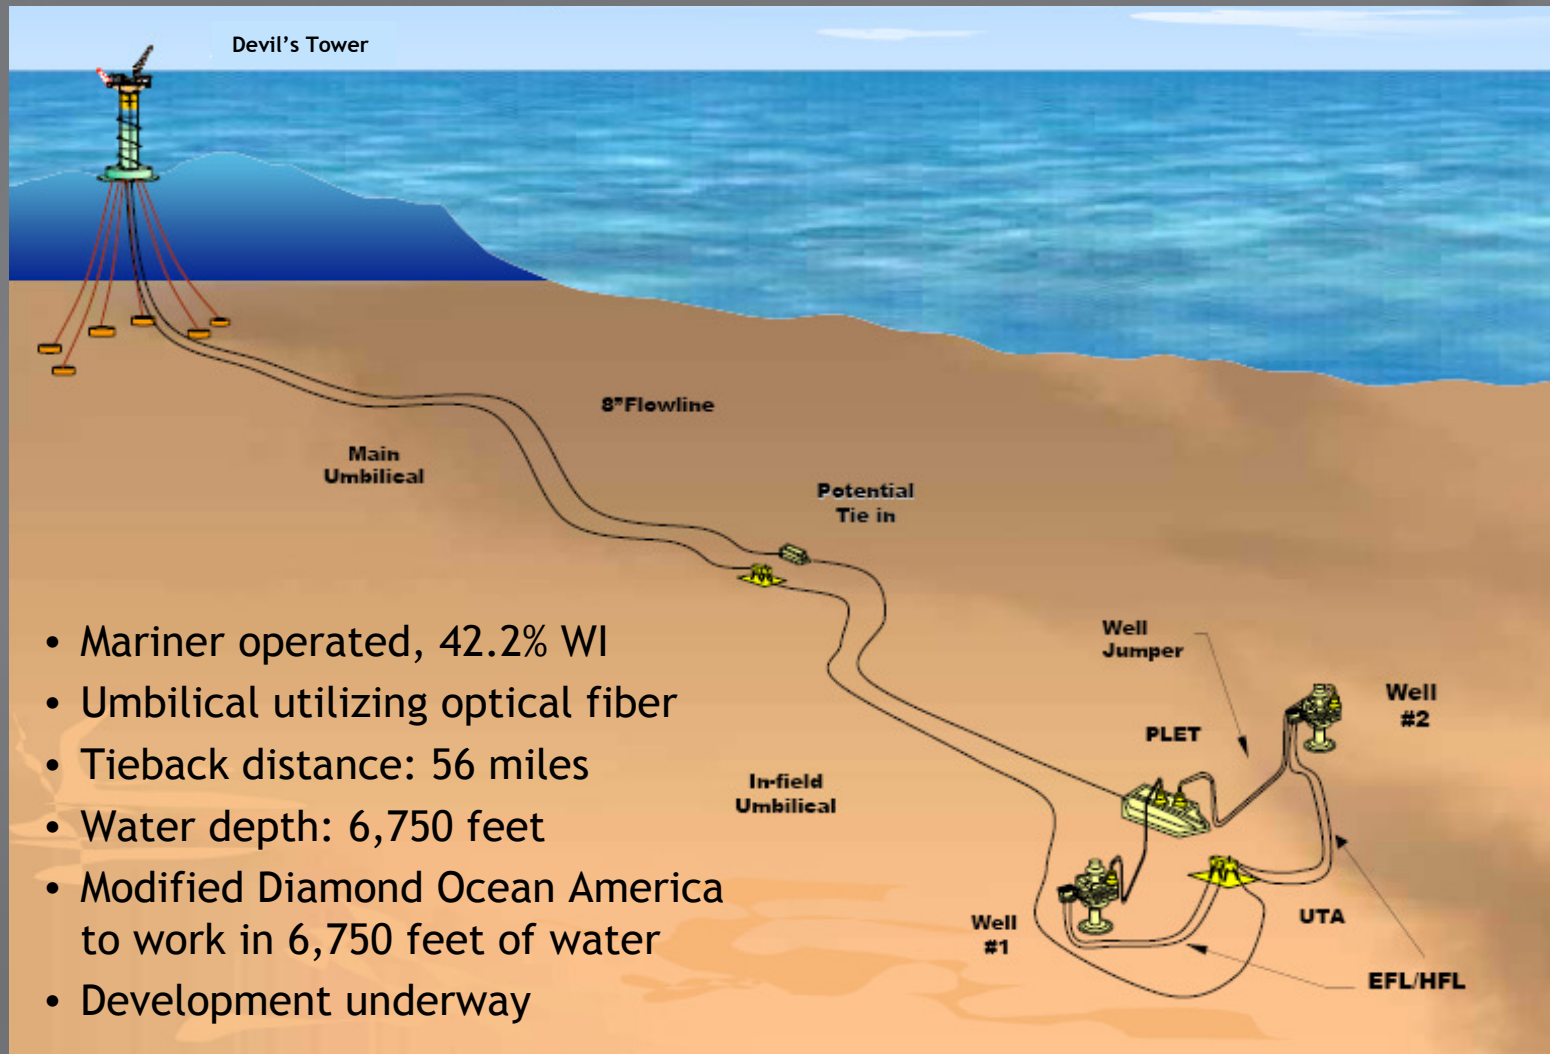 Devil's Tower
8"Flowline
Main
Umbilical
Potential
Tie in
• Mariner operated, 42.2% WI
• Umbilical utilizing optical fiber
• Tieback distance: 56 miles
• Water depth: 6,750 feet
• Modified Diamond Ocean America
to work in 6,750 feet of water
• Development underway
In-field
Umbilical
Well
Jumper
PLET
Well
#2
Well
#1
UTA
EFL/HFL